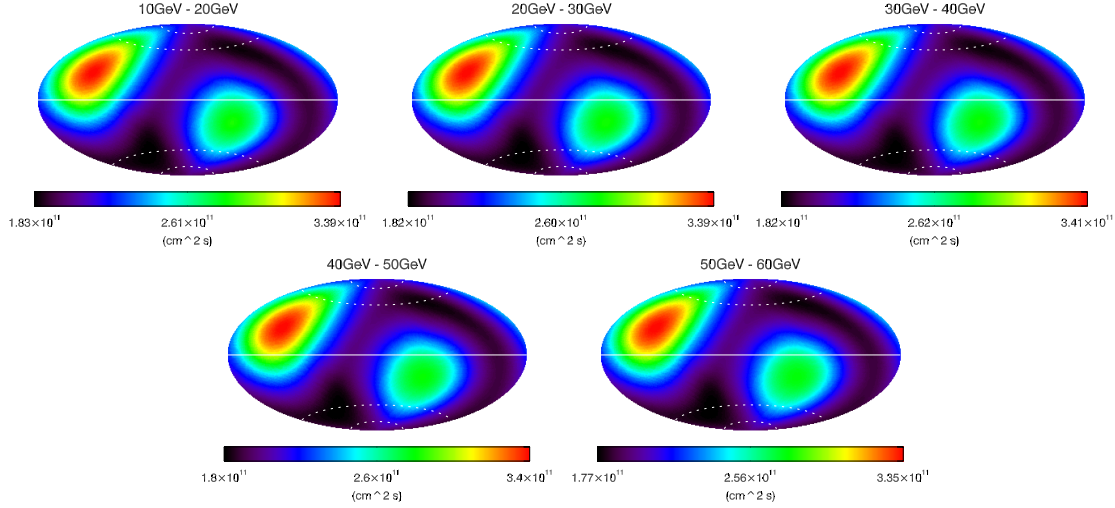 10GeV - 20GeV 20GeV - 30GeV 30GeV - 40GeV
1.83×10¹¹ 2.61×10¹¹ 3.39×10¹¹ 1.82×10¹¹ 2.60×10¹¹ 3.39×10¹¹ 1.82×10¹¹ 2.62×10¹¹ 3.41×10¹¹
(cm^2 s) (cm^2 s) (cm^2 s)
40GeV - 50GeV 50GeV - 60GeV
1.8×10¹¹ 2.6×10¹¹ 3.4×10¹¹ 1.77×10¹¹ 2.56×10¹¹ 3.35×10¹¹
(cm^2 s) (cm^2 s)